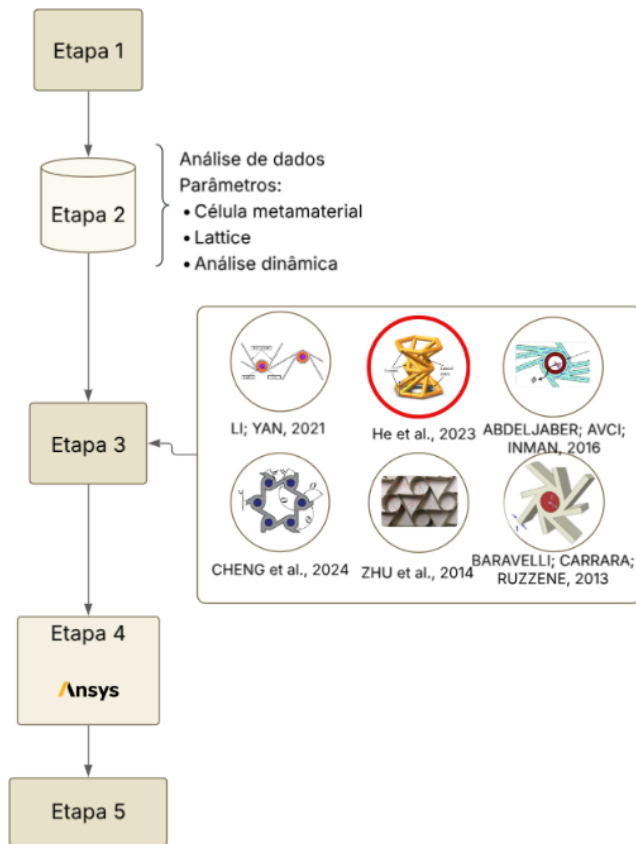 Etapa 1
Etapa 2
Análise de dados
Parâmetros:
• Célula metamaterial
• Lattice
• Análise dinâmica
Etapa 3
LI; YAN, 2021
He et al., 2023
ABDELJABER; AVCI;
INMAN, 2016
CHENG et al., 2024
ZHU et al., 2014
BARAVELLI; CARRARA;
RUZZENE, 2013
Etapa 4
Ansys
Etapa 5